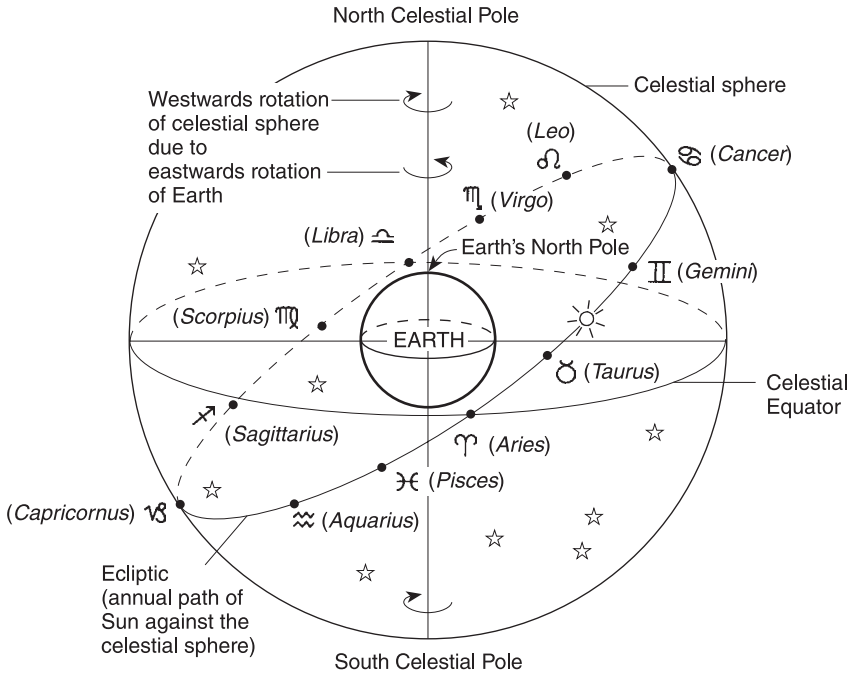 North Celestial Pole
Celestial sphere
Westwards rotation
of celestial sphere
due to
eastwards rotation
of Earth
(Leo)
♌
♋ (Cancer)
♏ (Virgo)
(Libra) ♎
Earth's North Pole
♊ (Gemini)
(Scorpius) ♍
EARTH
♉ (Taurus)
Celestial
Equator
♐
(Sagittarius)
♈ (Aries)
♓ (Pisces)
(Capricornus) ♑
♒ (Aquarius)
Ecliptic
(annual path of
Sun against the
celestial sphere)
South Celestial Pole